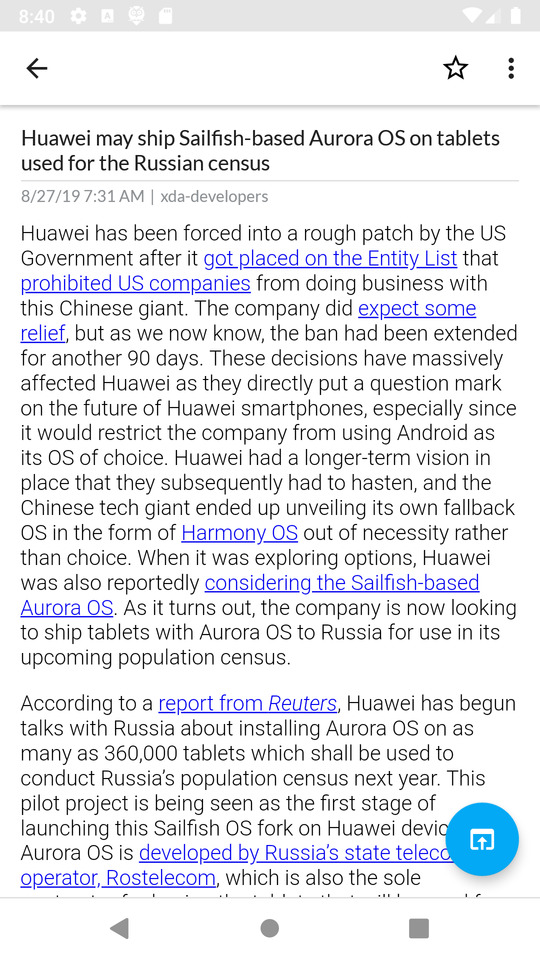 8:40
Huawei may ship Sailfish-based Aurora OS on tablets
used for the Russian census
8/27/19 7:31 AM | xda-developers
Huawei has been forced into a rough patch by the US
Government after it got placed on the Entity List that
prohibited US companies from doing business with
this Chinese giant. The company did expect some
relief, but as we now know, the ban had been extended
for another 90 days. These decisions have massively
affected Huawei as they directly put a question mark
on the future of Huawei smartphones, especially since
it would restrict the company from using Android as
its OS of choice. Huawei had a longer-term vision in
place that they subsequently had to hasten, and the
Chinese tech giant ended up unveiling its own fallback
OS in the form of Harmony OS out of necessity rather
than choice. When it was exploring options, Huawei
was also reportedly considering the Sailfish-based
Aurora OS. As it turns out, the company is now looking
to ship tablets with Aurora OS to Russia for use in its
upcoming population census.
According to a report from Reuters, Huawei has begun
talks with Russia about installing Aurora OS on as
many as 360,000 tablets which shall be used to
conduct Russia's population census next year. This
pilot project is being seen as the first stage of
launching this Sailfish OS fork on Huawei devic
Aurora OS is developed by Russia's state teleco
operator, Rostelecom, which is also the sole